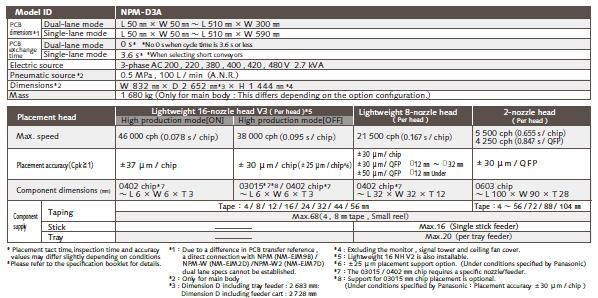 Model ID NPM-D3A
PCB dimensions*1 Dual-lane mode L 50 mm × W 50 mm ~ L 510 mm × W 300 mm
Single-lane mode L 50 mm × W 50 mm ~ L 510 mm × W 590 mm
PCB exchange time Dual-lane mode 0 s* *No 0s when cycle time is 3.6 s or less
Single-lane mode 3.6 s* *When selecting short conveyors
Electric source 3-phase AC 200 , 220 , 380 , 400 , 420 , 480 V 2.7 kVA
Pneumatic source*2 0.5 MPa , 100 L / min (A.N.R.)
Dimensions*2 W 832 mm × D 2 652 mm*3 × H 1 444 mm*4
Mass 1 680 kg (Only for main body : This differs depending on the option configuration.)
Placement head Lightweight 16-nozzle head V3 ( Per head )*5 Lightweight 8-nozzle head ( Per head ) 2-nozzle head ( Per head )
High production mode[ON] High production mode[OFF]
Max. speed 46 000 cph (0.078 s / chip) 38 000 cph (0.095 s / chip) 21 500 cph (0.167 s / chip) 5 500 cph (0.655 s / chip)
4 250 cph (0.847 s / QFP)
Placement accuracy(Cpk≧1) ±37 μm / chip ± 30 μm / chip(±25 μm / chip*6) ±30 μm / chip
±30 μm / QFP □12 mm ~ □32 mm
±50 μm / QFP □12 mm Under
± 30 μm / QFP
Component dimensions (mm) 0402 chip*7 ~ L 6 × W 6 × T 3 03015*7*8 / 0402 chip*7 ~ L 6 × W 6 × T 3 0402 chip*7 ~ L 32 × W 32 × T 12 0603 chip ~ L 100 × W 90 × T 28
Component supply Taping Tape : 4 / 8 / 12 / 16 / 24 / 32 / 44 / 56 mm Tape : 4 ~ 56 / 72 / 88 / 104 mm
Max.68 (4 , 8 mm tape , Small reel)
Stick Max.16 (Single stick feeder)
Tray Max.20 (per tray feeder)
* Placement tact time,inspection time and accuracy values may differ slightly depending on conditions
*Please refer to the specification booklet for details.
*1 : Due to a difference in PCB transfer reference , a direct connection with NPM (NM-EJM9B) / NPM-W (NM-EJM2D) /NPM-W2 (NM-EJM7D) dual lane specs cannot be established.
*2 : Only for main body
*3 : Dimension D including tray feeder : 2 683 mm:
Dimension D including feeder cart : 2 728 mm
*4 : Excluding the monitor , signal tower and ceiling fan cover.
*5 : Lightweight 16 NH V2 is also installable.
*6 : ±25 μm placement support option. (Under conditions specified by Panasonic)
*7 : The 03015 / 0402 mm chip requires a specific nozzle/feeder.
*8 : Support for 03015 mm chip placement is optional.
(Under conditions specified by Panasonic : Placement accuracy ±30 μm / chip)